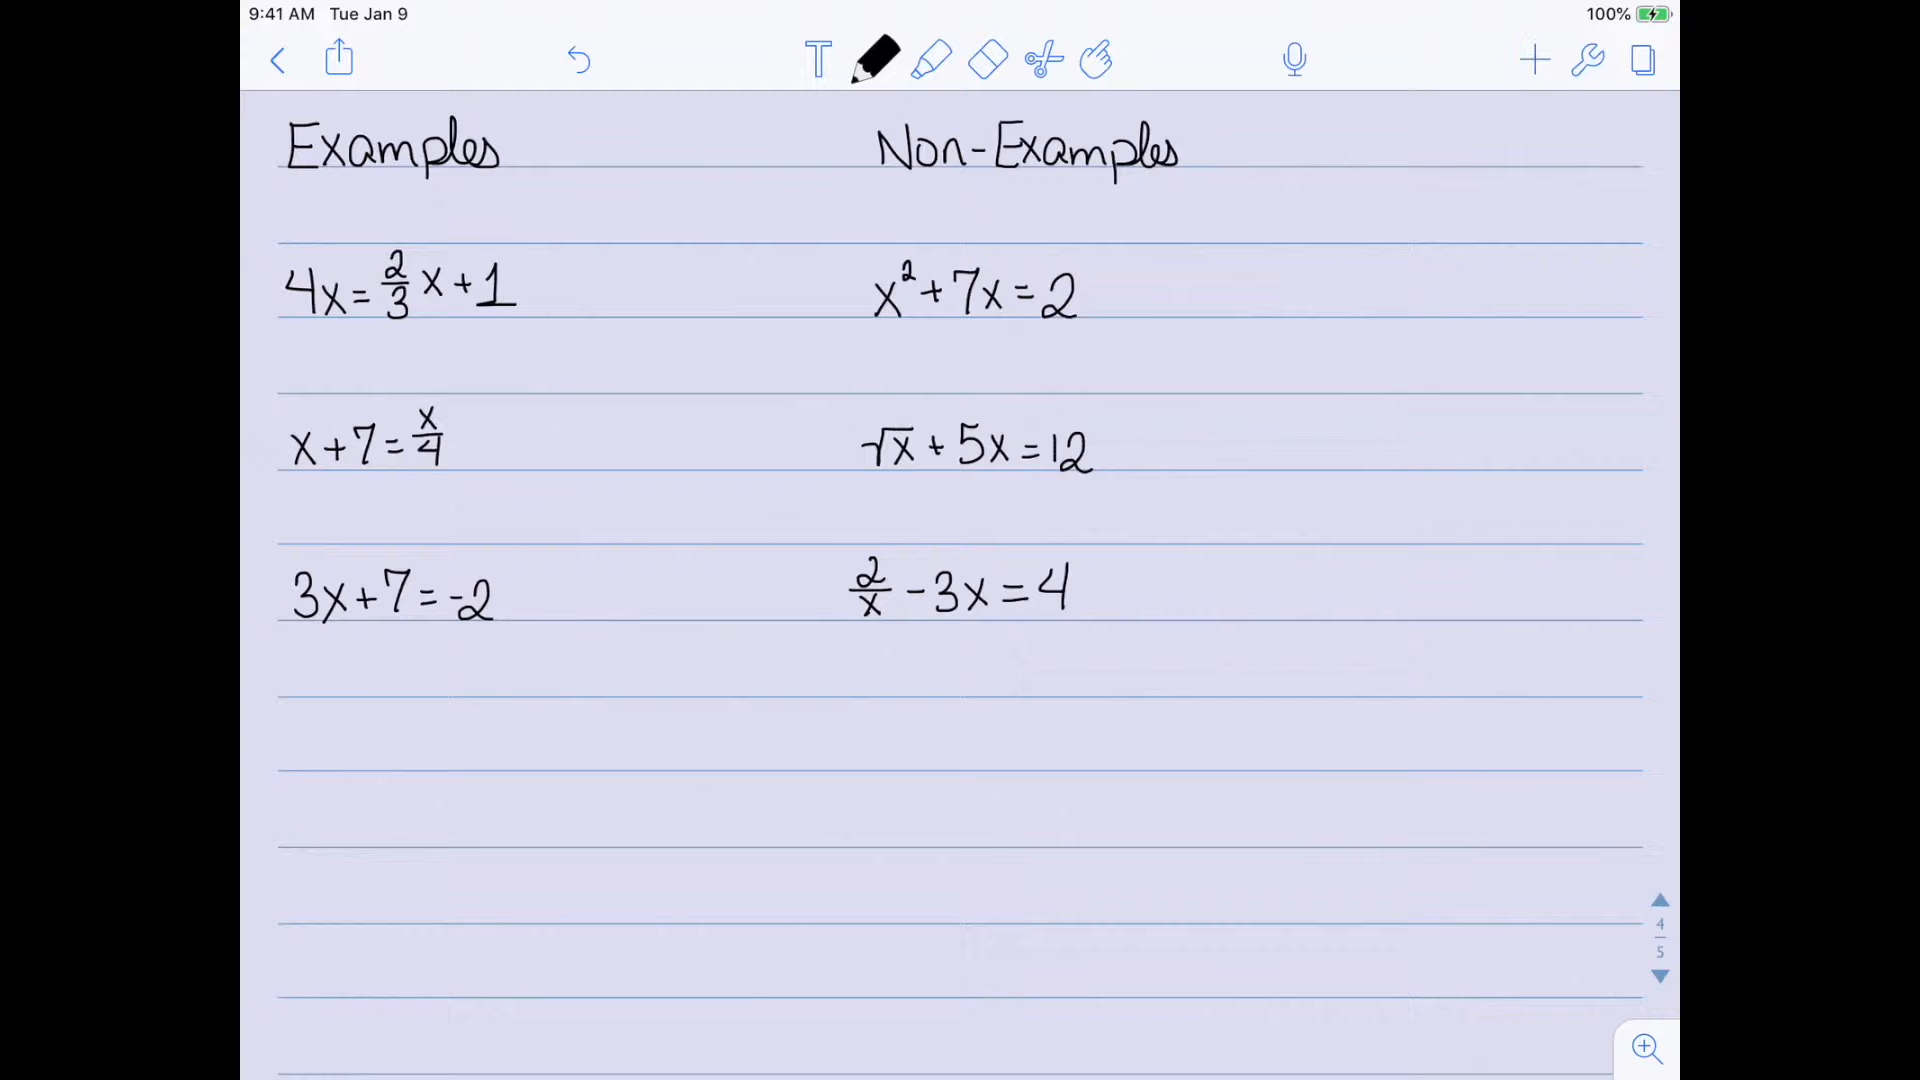 9:41 AM Tue Jan 9 100%
T
Examples Non-Examples
4x = 2/3 x + 1 x² + 7x = 2
x + 7 = x/4 √x + 5x = 12
3x + 7 = -2 2/x - 3x = 4
4
5